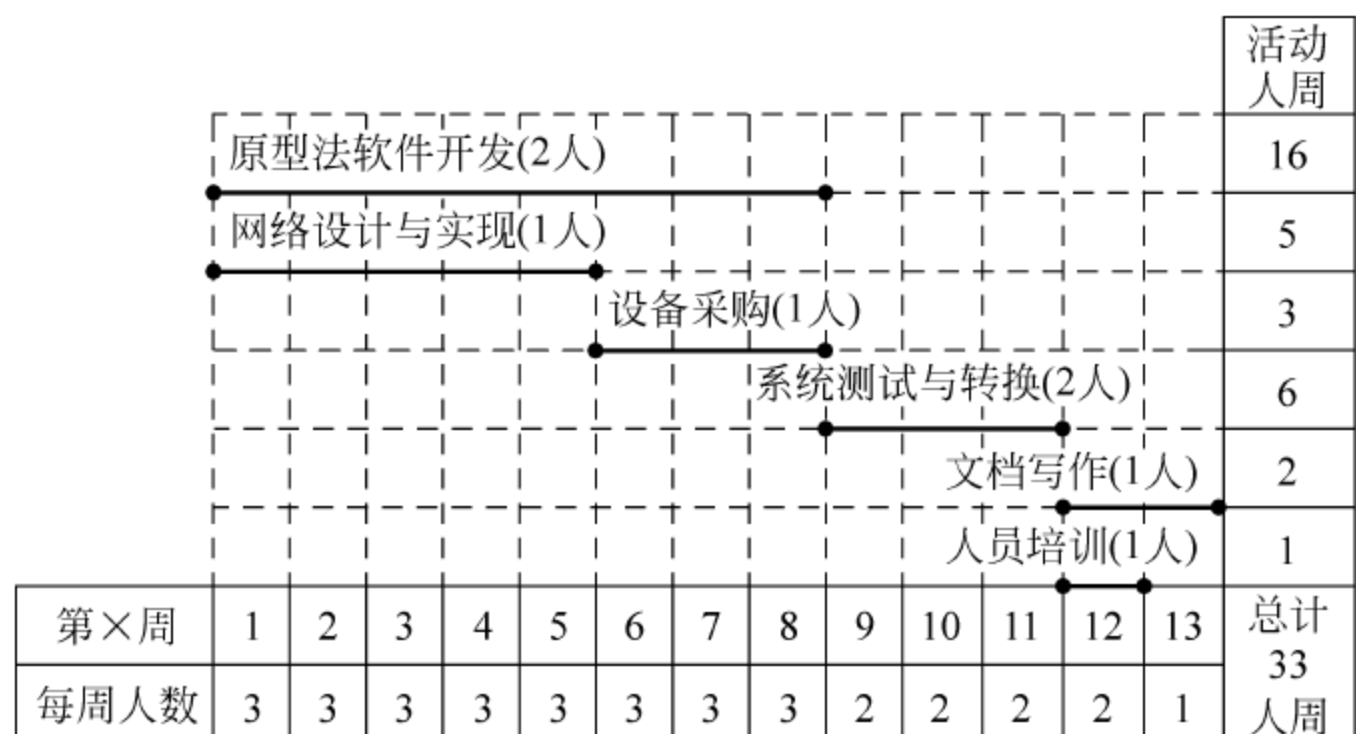 活动
人周
原型法软件开发(2人)
16
网络设计与实现(1人)
5
设备采购(1人)
3
系统测试与转换(2人)
6
文档写作(1人)
2
人员培训(1人)
1
第×周 1 2 3 4 5 6 7 8 9 10 11 12 13
每周人数 3 3 3 3 3 3 3 3 2 2 2 2 1
总计
33
人周